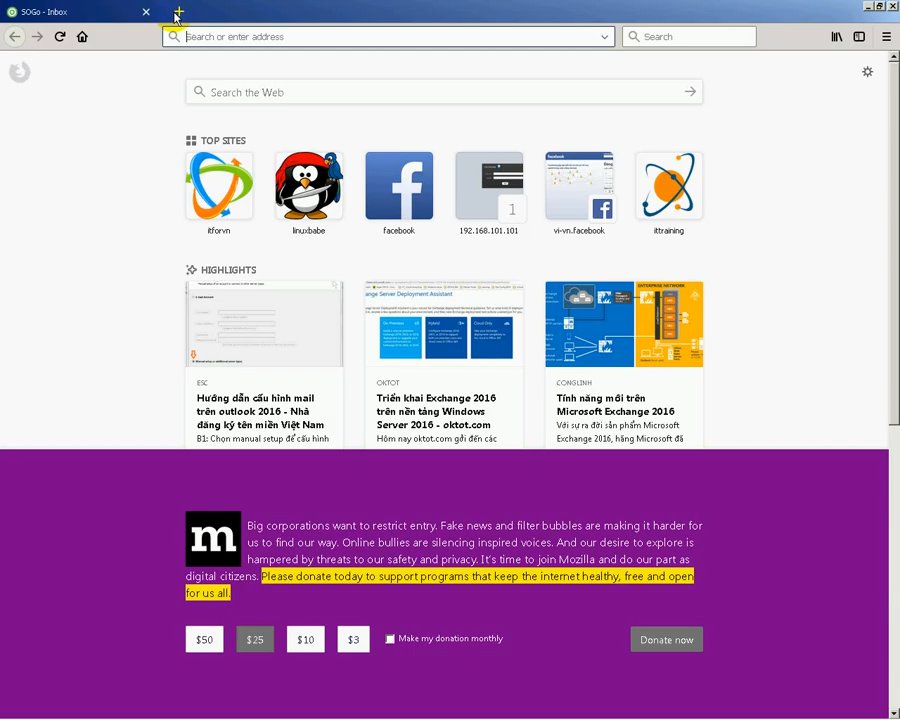 SOGo - Inbox
Search or enter address
Search
Search the Web
TOP SITES
1
itforvn
linuxbabe
facebook
192.168.101.101
vi-vn.facebook
ittraining
HIGHLIGHTS
ESC
Hướng dẫn cấu hình mail
trên outlook 2016 - Nhà
đăng ký tên miền Việt Nam
B1: Chọn manual setup để cấu hình
OKTOT
Triển khai Exchange 2016
trên nền tảng Windows
Server 2016 - oktot.com
Hôm nay oktot.com gởi đến các
CONGLINH
Tính năng mới trên
Microsoft Exchange 2016
Với sự ra đời sản phẩm Microsoft
Exchange 2016, hãng Microsoft đã
m
Big corporations want to restrict entry. Fake news and filter bubbles are making it harder for
us to find our way. Online bullies are silencing inspired voices. And our desire to explore is
hampered by threats to our safety and privacy. It's time to join Mozilla and do our part as
digital citizens. Please donate today to support programs that keep the internet healthy, free and open
for us all.
$50
$25
$10
$3
Make my donation monthly
Donate now